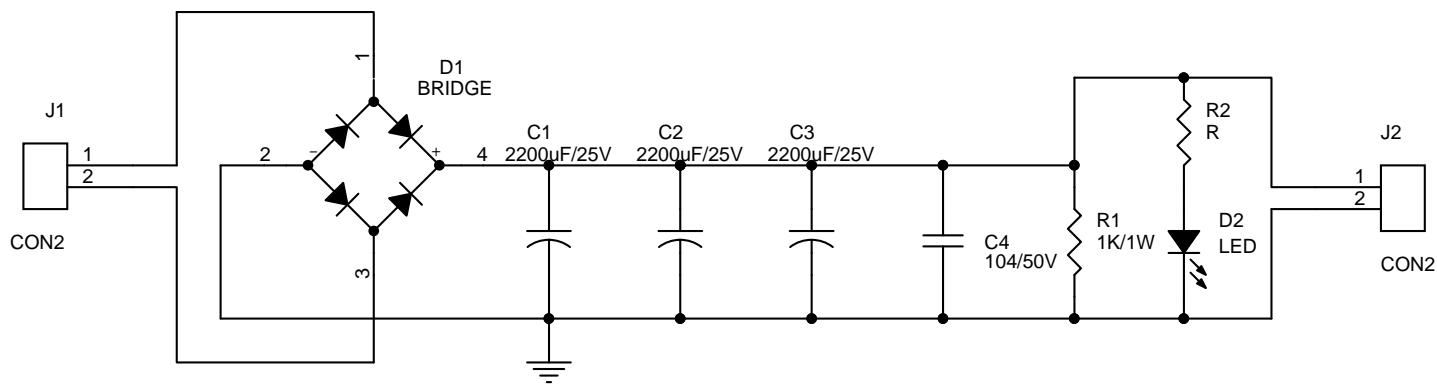 J1
1
2
CON2
1
2
3
4
-
+
D1
BRIDGE
C1
2200uF/25V
C2
2200uF/25V
C3
2200uF/25V
C4
104/50V
R1
1K/1W
R2
R
D2
LED
J2
1
2
CON2